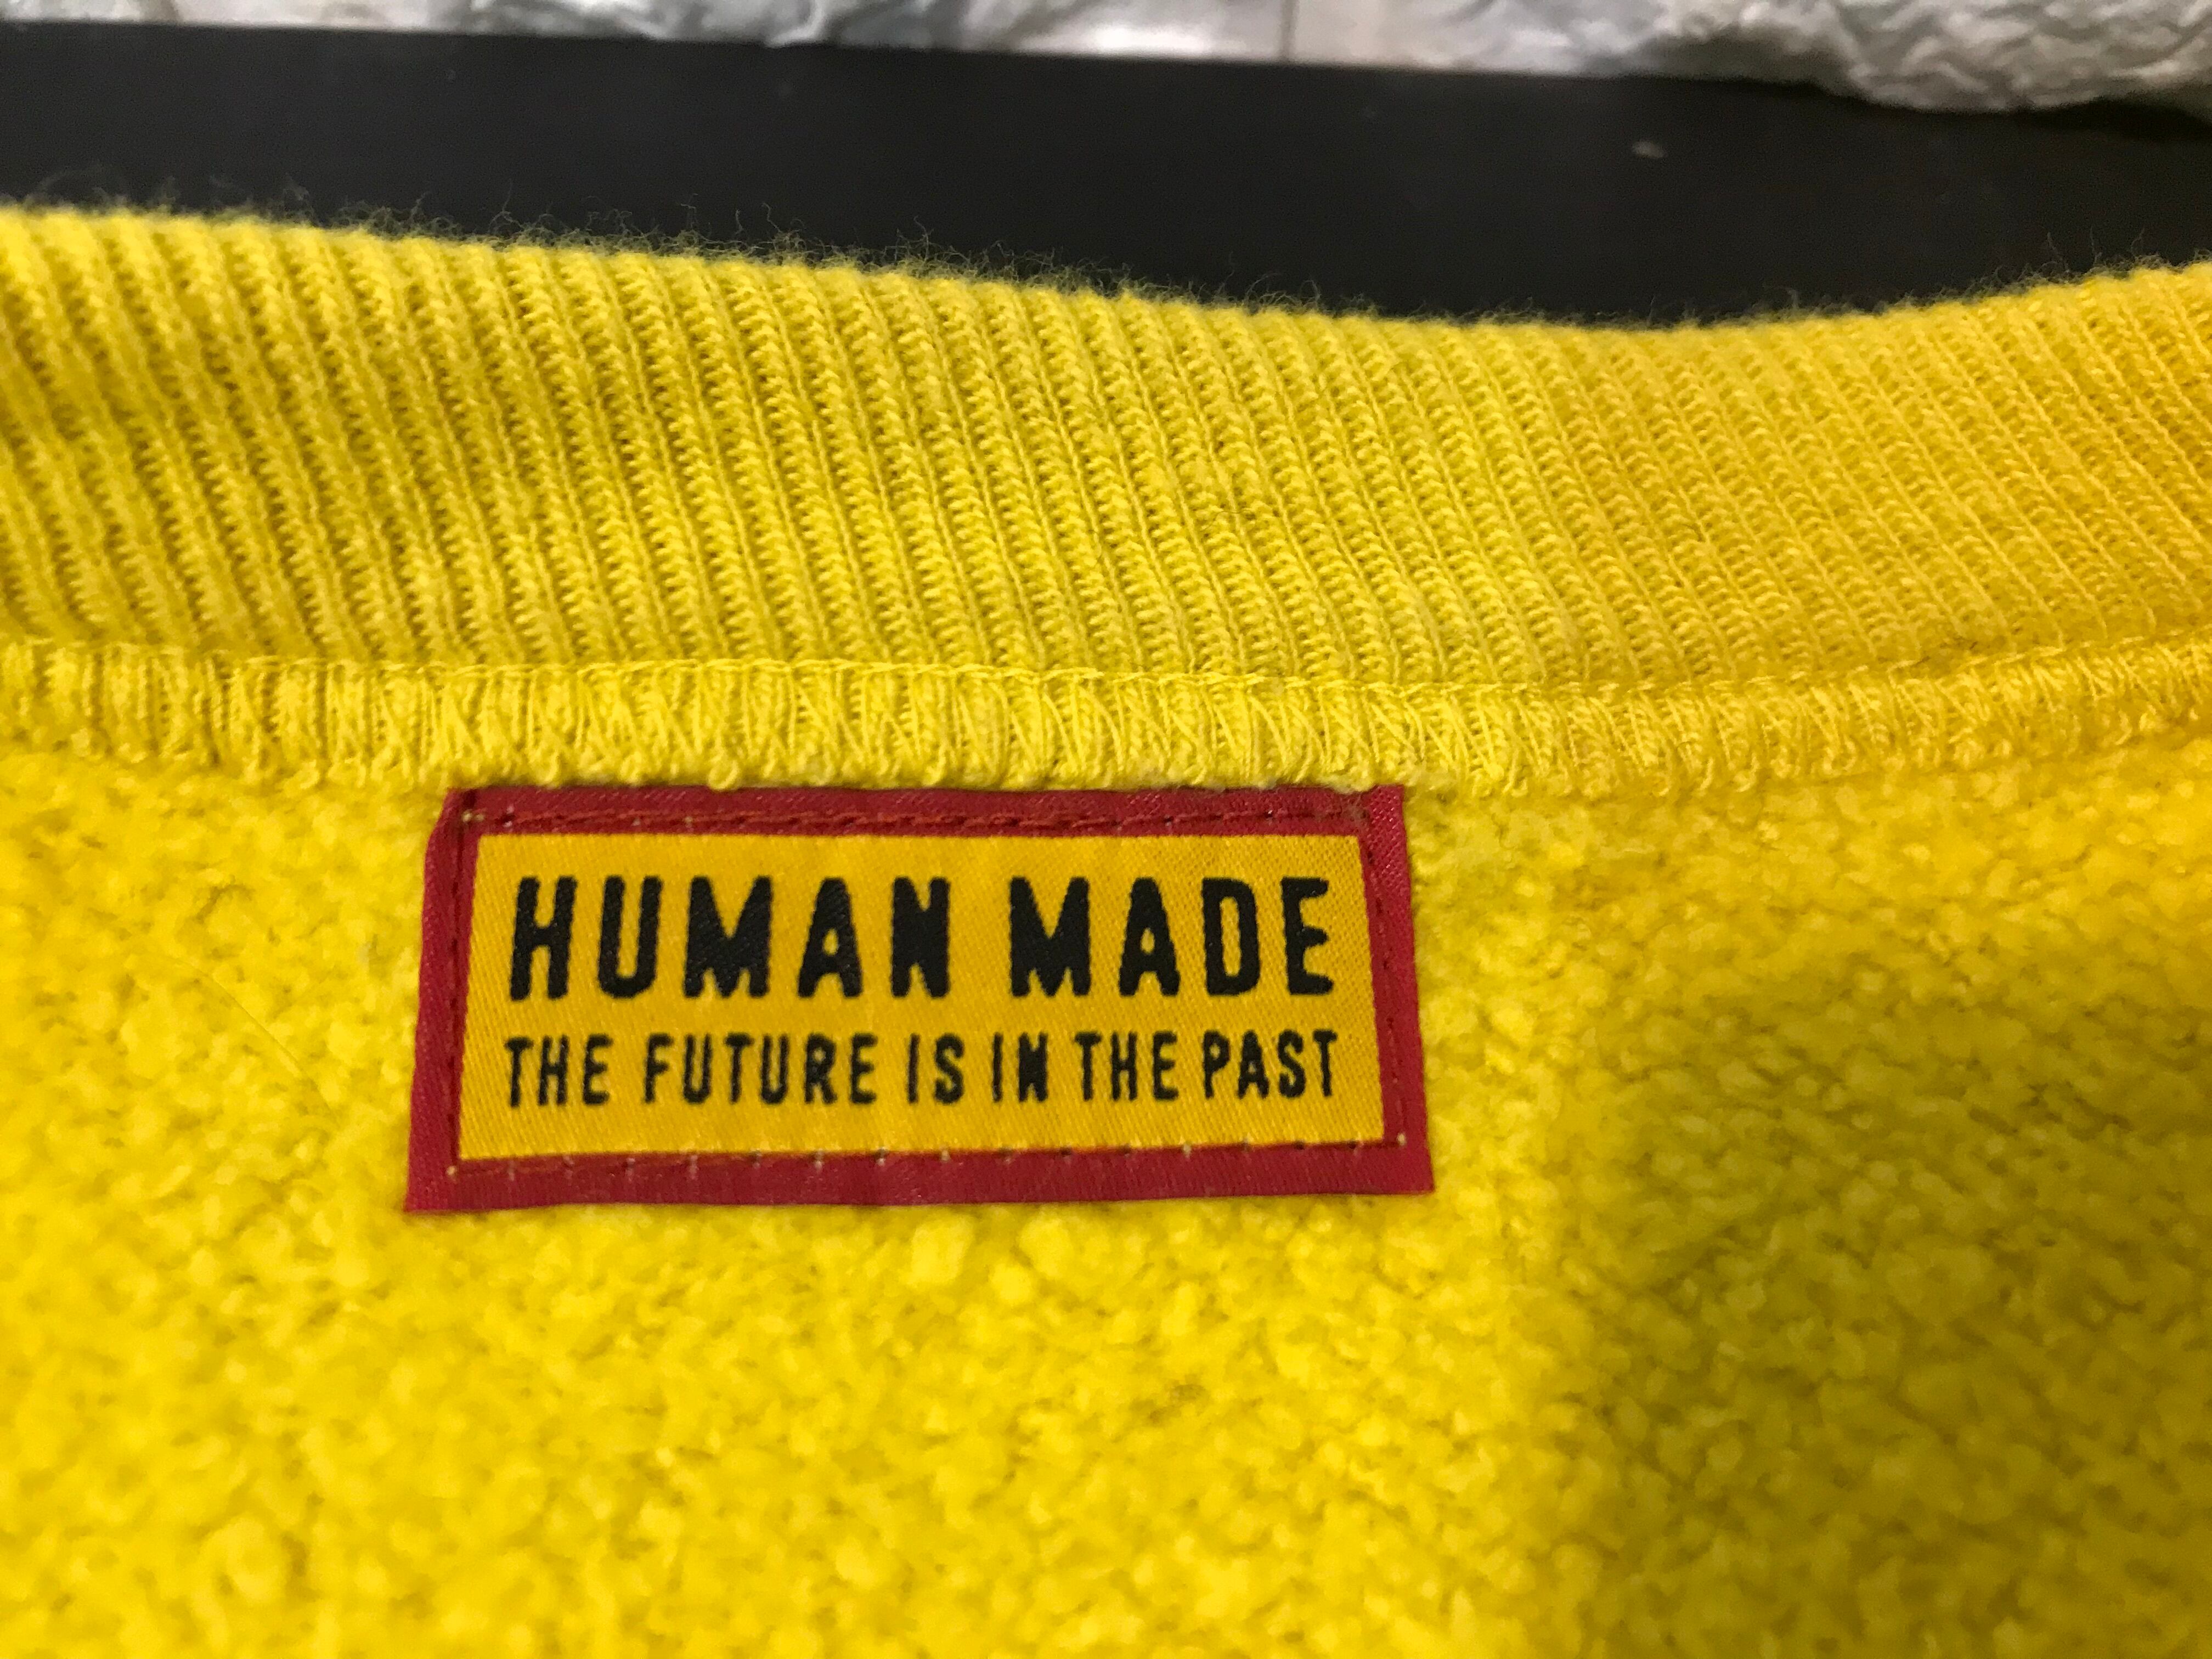 HUMAN MADE
THE FUTURE IS IN THE PAST